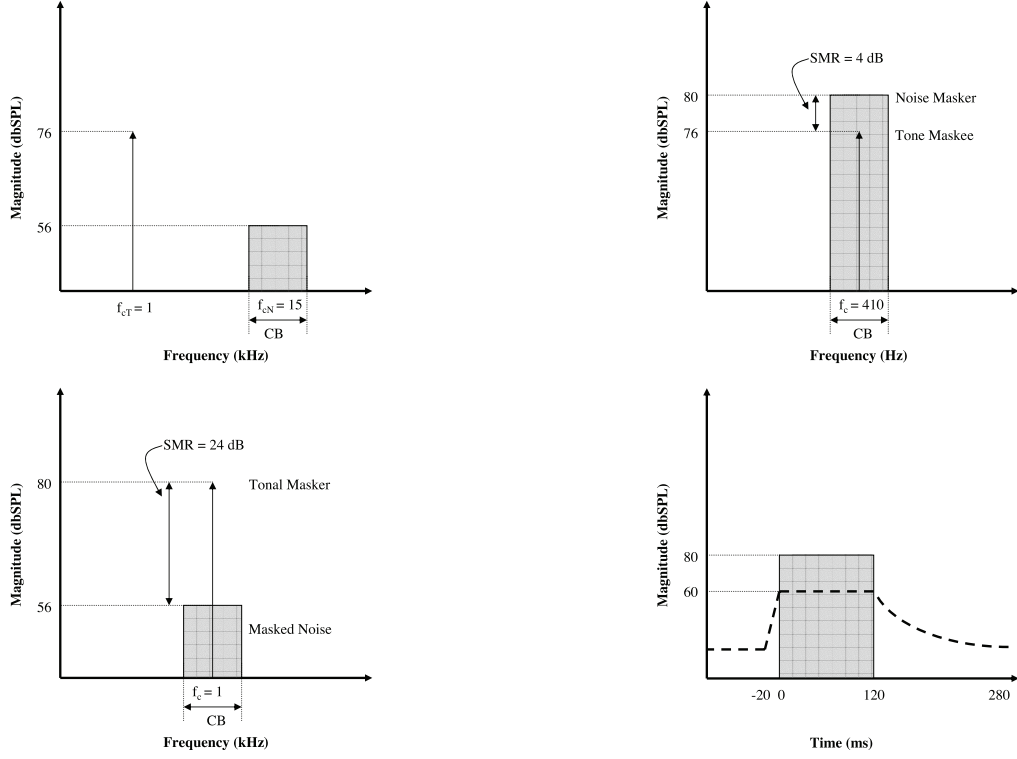 Magnitude (dbSPL)
76
56
f_cT = 1
f_cN = 15
CB
Frequency (kHz)
Magnitude (dbSPL)
SMR = 4 dB
80
Noise Masker
76
Tone Maskee
f_c = 410
CB
Frequency (Hz)
Magnitude (dbSPL)
SMR = 24 dB
80
Tonal Masker
56
Masked Noise
f_c = 1
CB
Frequency (kHz)
Magnitude (dbSPL)
80
60
-20 0 120 280
Time (ms)